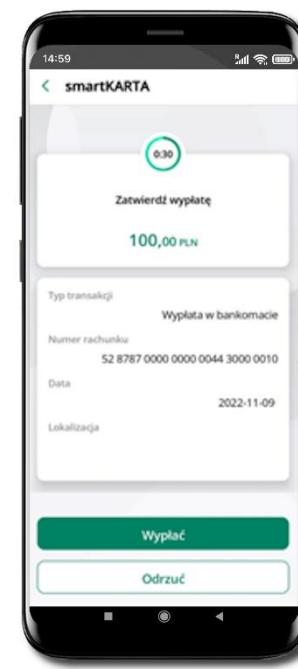 14:59
smartKARTA
0:30
Zatwierdź wypłatę
100,00 PLN
Typ transakcji
Wypłata w bankomacie
Numer rachunku
52 8787 0000 0000 0044 3000 0010
Data
2022-11-09
Lokalizacja
Wypłać
Odrzuć